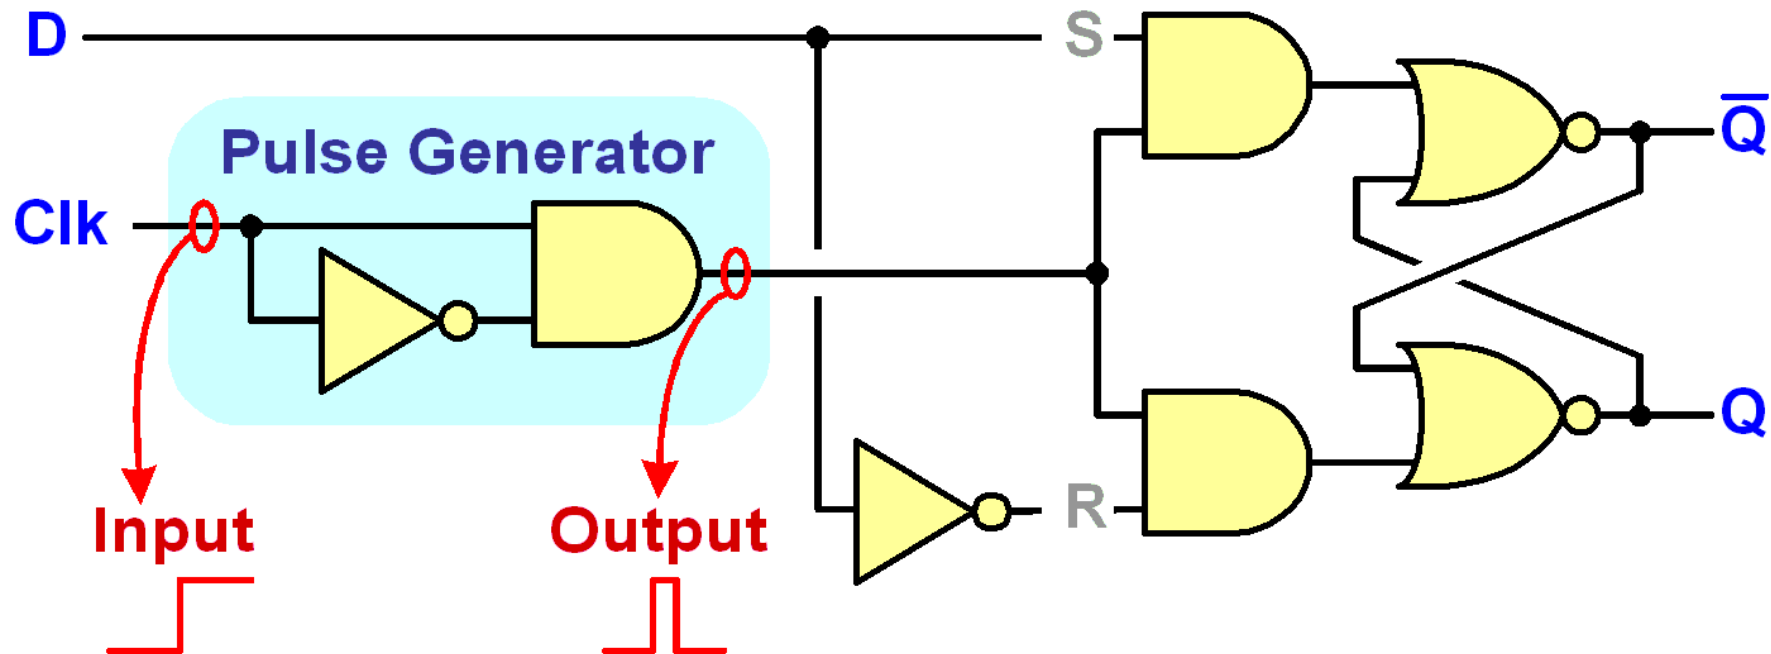 D
S
Pulse Generator
Q
Clk
Q
R
Input
Output